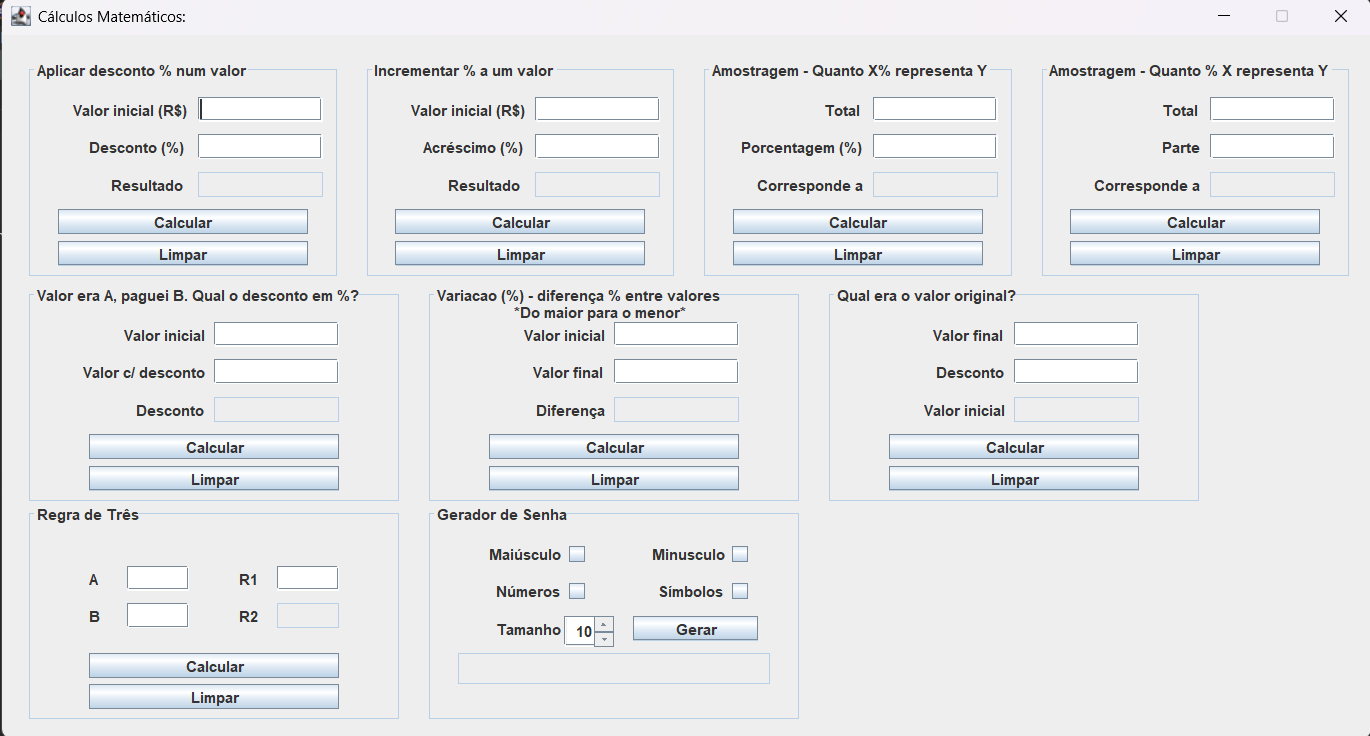 Cálculos Matemáticos:
Aplicar desconto % num valor
Valor inicial (R$)
Desconto (%)
Resultado
Calcular
Limpar
Incrementar % a um valor
Valor inicial (R$)
Acréscimo (%)
Resultado
Calcular
Limpar
Amostragem - Quanto X% representa Y
Total
Porcentagem (%)
Corresponde a
Calcular
Limpar
Amostragem - Quanto % X representa Y
Total
Parte
Corresponde a
Calcular
Limpar
Valor era A, paguei B. Qual o desconto em %?
Valor inicial
Valor c/ desconto
Desconto
Calcular
Limpar
Variacao (%) - diferença % entre valores
*Do maior para o menor*
Valor inicial
Valor final
Diferença
Calcular
Limpar
Qual era o valor original?
Valor final
Desconto
Valor inicial
Calcular
Limpar
Regra de Três
A
R1
B
R2
Calcular
Limpar
Gerador de Senha
Maiúsculo
Minusculo
Números
Símbolos
Tamanho 10
Gerar